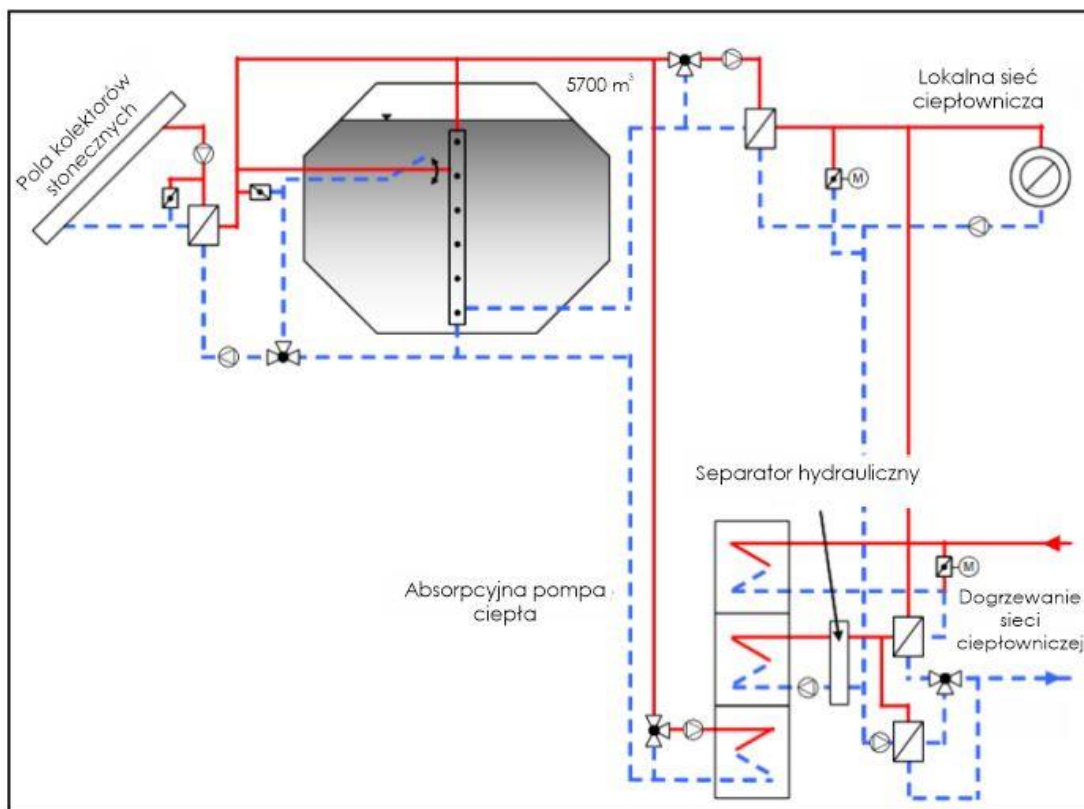 5700 m³
Lokalna sieć
ciepłownicza
Pola kolektorów
słonecznych
M
Separator hydrauliczny
Absorpcyjna pompa
ciepła
M
Dogrzewanie
sieci
ciepłowniczej